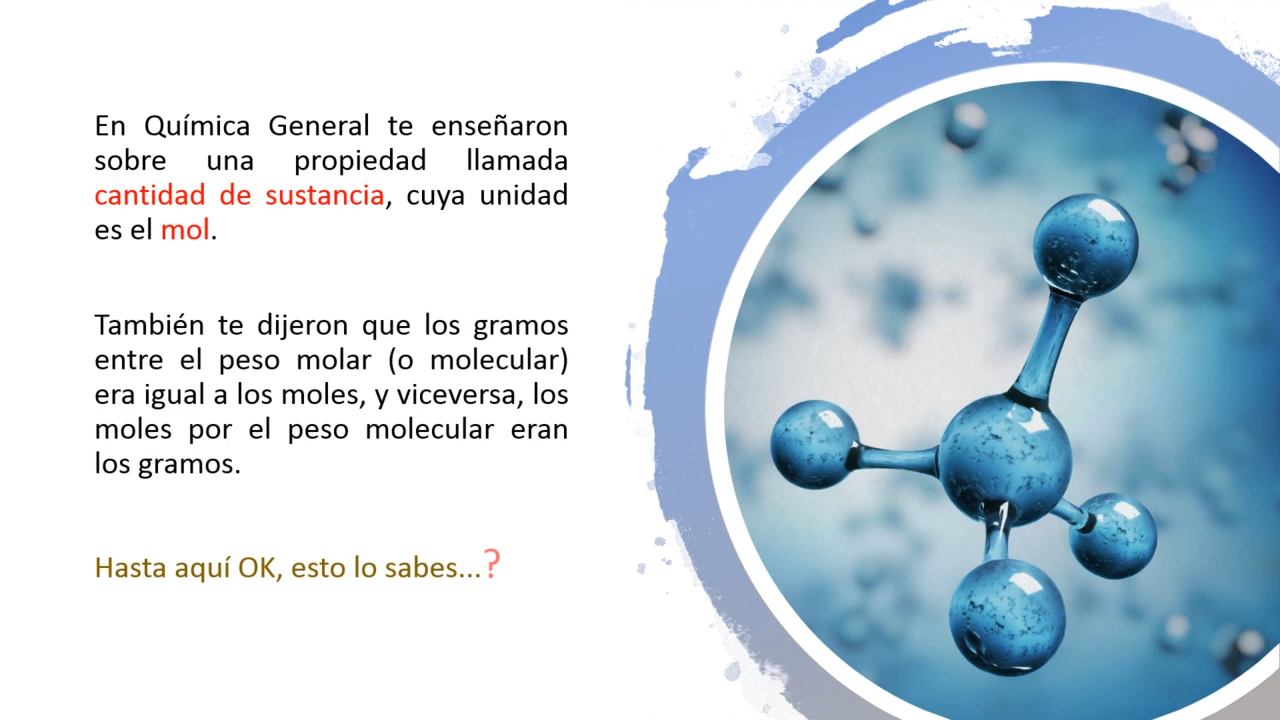 En Química General te enseñaron
sobre una propiedad llamada
cantidad de sustancia, cuya unidad
es el mol.
También te dijeron que los gramos
entre el peso molar (o molecular)
era igual a los moles, y viceversa, los
moles por el peso molecular eran
los gramos.
Hasta aquí OK, esto lo sabes...?